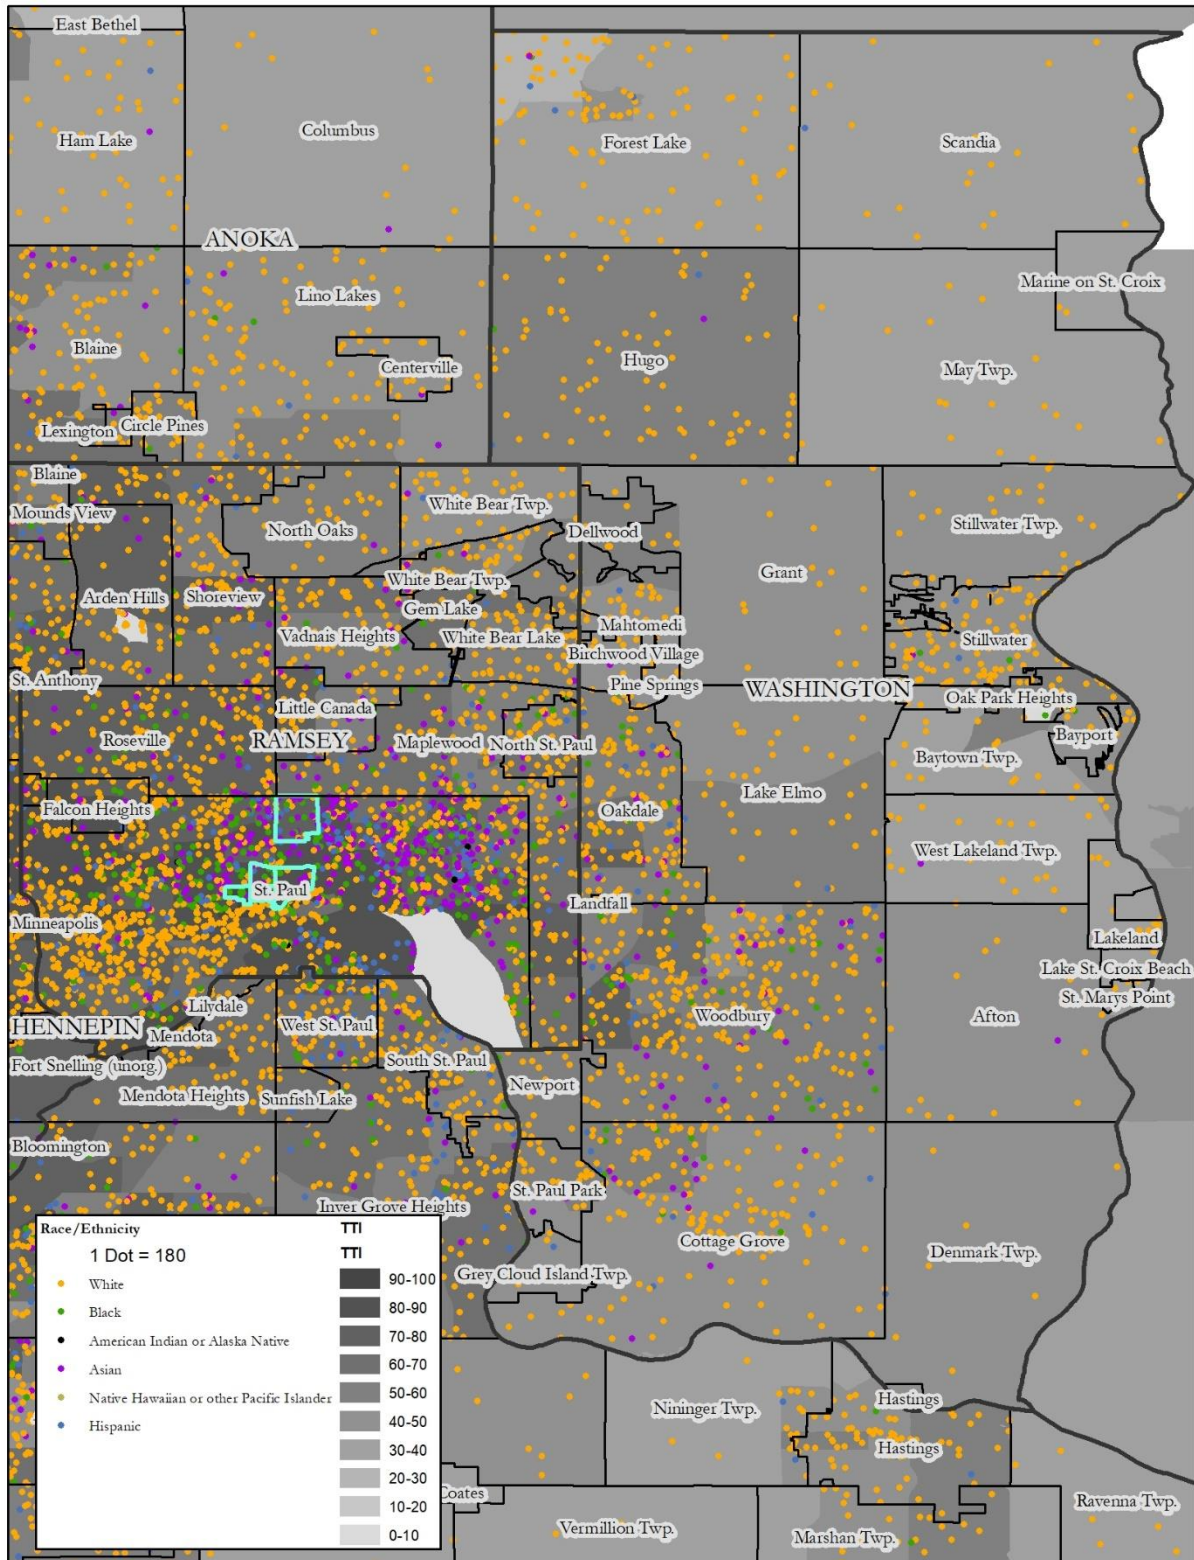 East Bethel
Ham Lake
Columbus
Forest Lake
Scandia
ANOKA
Lino Lakes
Marine on St. Croix
Blaine
Centerville
Hugo
May Twp.
Lexington
Circle Pines
Blaine
Mounds View
North Oaks
White Bear Twp.
Dellwood
Stillwater Twp.
Grant
White Bear Twp.
Arden Hills
Shoreview
Gem Lake
Vadnais Heights
White Bear Lake
Mahtomedi
Stillwater
Birchwood Village
St. Anthony
Pine Springs
WASHINGTON
Oak Park Heights
Little Canada
Roseville
RAMSEY
Maplewood
North St. Paul
Bayport
Baytown Twp.
Lake Elmo
Falcon Heights
Oakdale
West Lakeland Twp.
St. Paul
Landfall
Minneapolis
Lakeland
Lake St. Croix Beach
St. Marys Point
Lilydale
HENNEPIN
Mendota
West St. Paul
Woodbury
Afton
Fort Snelling (unorg.)
South St. Paul
Newport
Mendota Heights
Sunfish Lake
Bloomington
St. Paul Park
Inver Grove Heights
Cottage Grove
Denmark Twp.
Grey Cloud Island Twp.
Race/Ethnicity
1 Dot = 180
White
Black
American Indian or Alaska Native
Asian
Native Hawaiian or other Pacific Islander
Hispanic
TTI
TTI
90-100
80-90
70-80
60-70
50-60
40-50
30-40
20-30
10-20
0-10
Nininger Twp.
Hastings
Hastings
Coates
Vermillion Twp.
Marshan Twp.
Ravenna Twp.